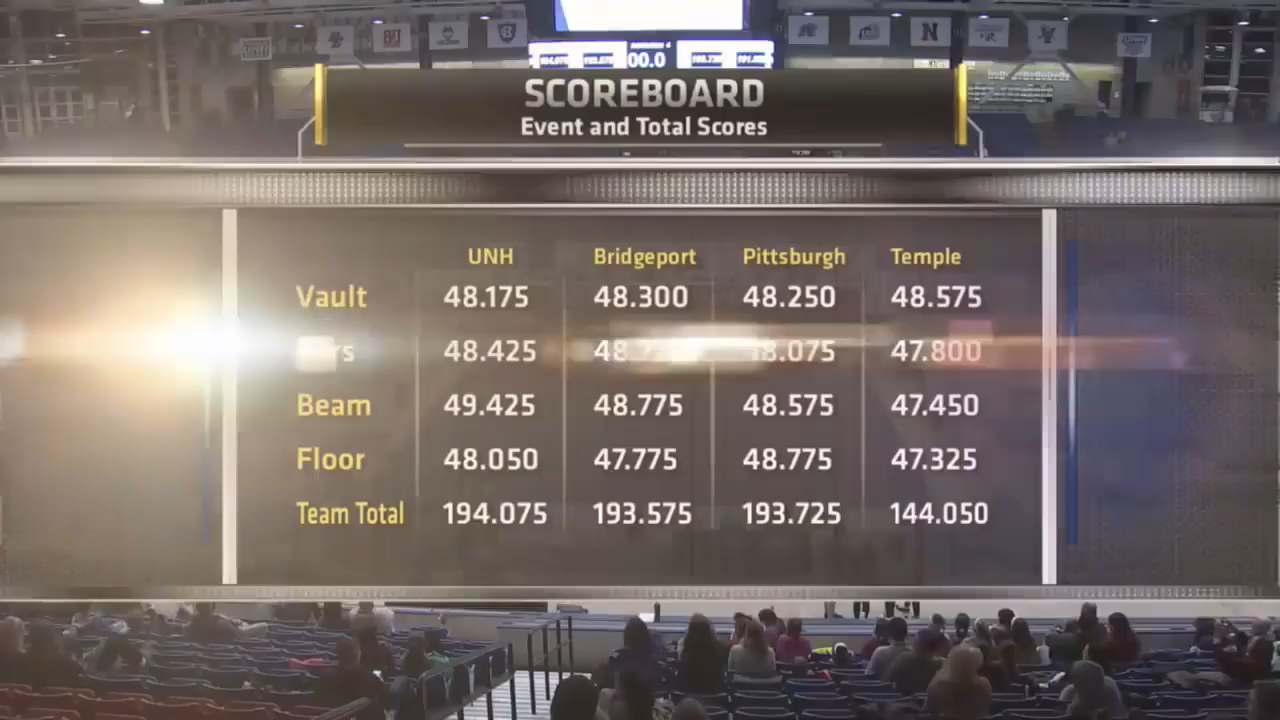 00.0
SCOREBOARD
Event and Total Scores
UNH Bridgeport Pittsburgh Temple
Vault 48.175 48.300 48.250 48.575
48.425 47.800
Beam 49.425 48.775 48.575 47.450
Floor 48.050 47.775 48.775 47.325
Team Total 194.075 193.575 193.725 144.050